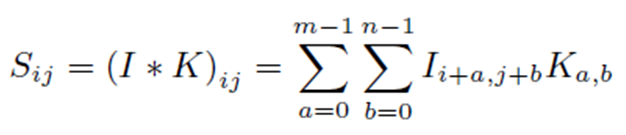 S_{ij} = (I * K)_{ij} = \sum_{a=0}^{m-1} \sum_{b=0}^{n-1} I_{i+a,j+b} K_{a,b}